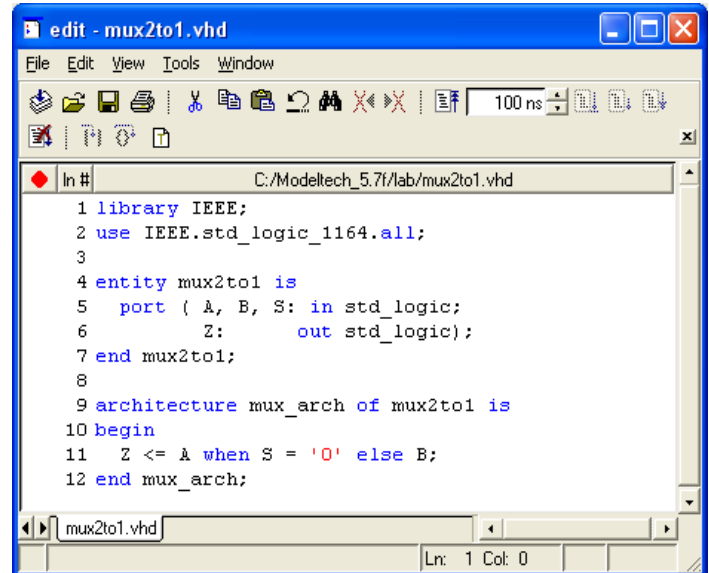 edit - mux2to1.vhd
File Edit View Tools Window
100 ns
ln # C:/Modeltech_5.7f/lab/mux2to1.vhd
1 library IEEE;
2 use IEEE.std_logic_1164.all;
3
4 entity mux2to1 is
5 port ( A, B, S: in std_logic;
6 Z: out std_logic);
7 end mux2to1;
8
9 architecture mux_arch of mux2to1 is
10 begin
11 Z <= A when S = '0' else B;
12 end mux_arch;
mux2to1.vhd
Ln: 1 Col: 0